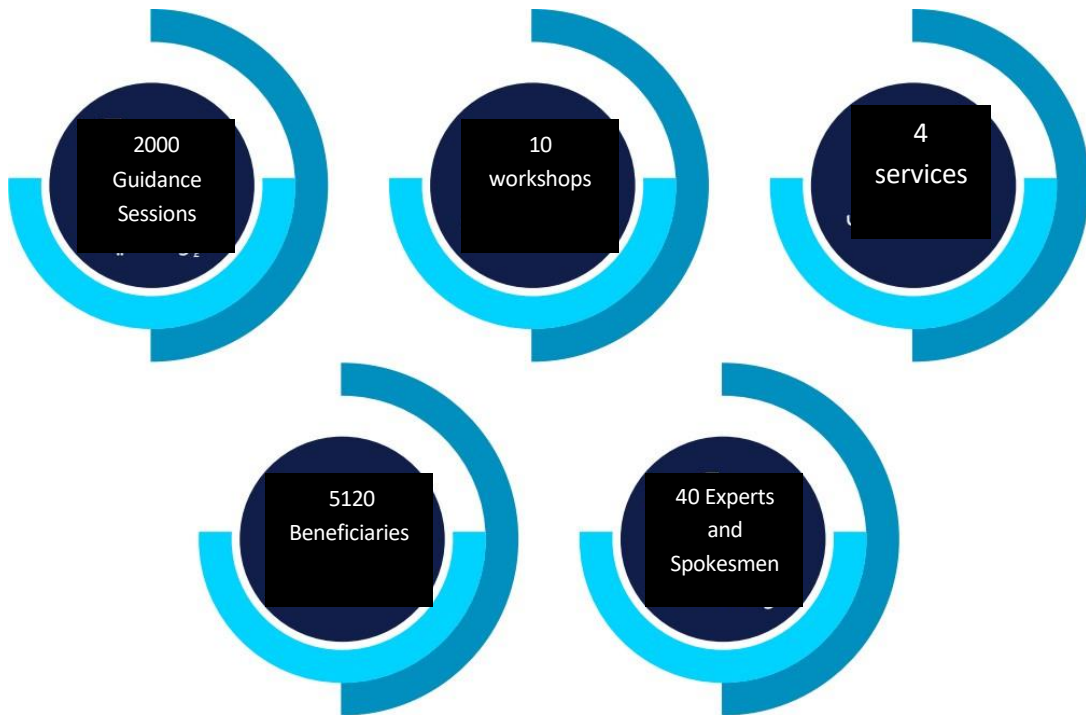 2000
Guidance
Sessions
10
workshops
4
services
5120
Beneficiaries
40 Experts
and
Spokesmen